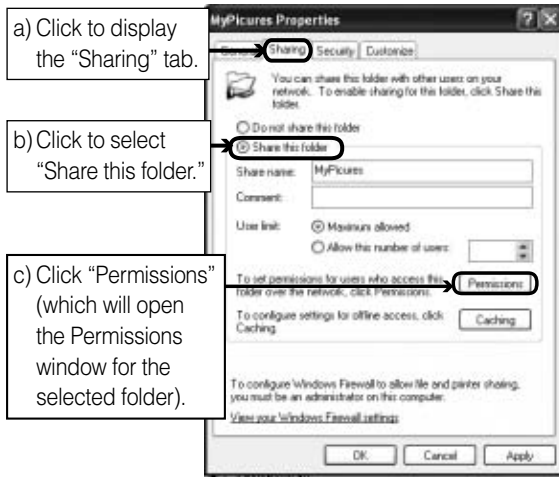 a) Click to display
the “Sharing” tab.
b) Click to select
“Share this folder.”
c) Click “Permissions”
(which will open
the Permissions
window for the
selected folder).
MyPicures Properties
General Sharing Security Customize
You can share this folder with other users on your
network. To enable sharing for this folder, click Share this
folder.
Do not share this folder
Share this folder
Share name: MyPicures
Comment:
User limit: Maximum allowed
Allow this number of users:
To set permissions for users who access this
folder over the network, click Permissions.
Permissions
To configure settings for offline access, click
Caching.
Caching
To configure Windows Firewall to allow file and printer sharing,
you must be an administrator on this computer.
View your Windows Firewall settings
OK Cancel Apply